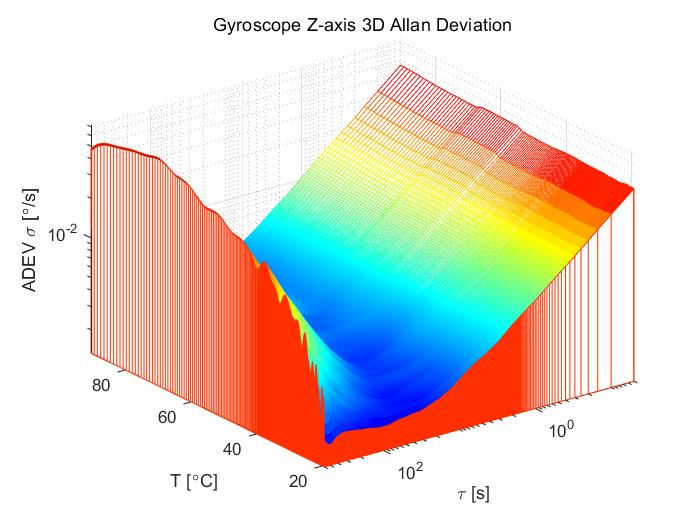 Gyroscope Z-axis 3D Allan Deviation
ADEV σ [°/s]
10⁻²
80
60
40
20
T [°C]
10²
10⁰
τ [s]